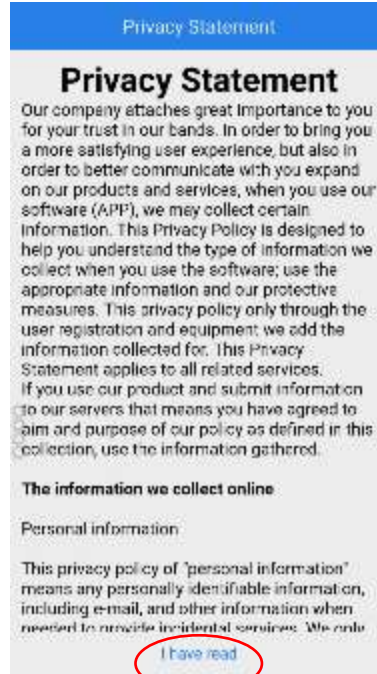 Privacy Statement
Privacy Statement
Our company attaches great importance to you
for your trust in our bands. In order to bring you
a more satisfying user experience, but also in
order to better communicate with you expand
on our products and services, when you use our
software (APP), we may collect certain
information. This Privacy Policy is designed to
help you understand the type of information we
collect when you use the software; use the
appropriate information and our protective
measures. This privacy policy only through the
user registration and equipment we add the
information collected for. This Privacy
Statement applies to all related services.
If you use our product and submit information
to our servers that means you have agreed to
aim and purpose of our policy as defined in this
collection, use the information gathered.
The information we collect online
Personal information
This privacy policy of "personal information"
means any personally identifiable information,
including e-mail, and other information when
needed to provide incidental services. We only
I have read